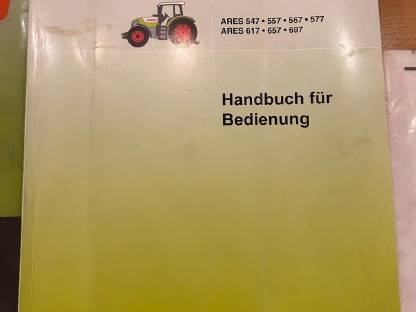 ARES 547 • 557 • 567 • 577
ARES 617 • 657 • 697
Handbuch für
Bedienung